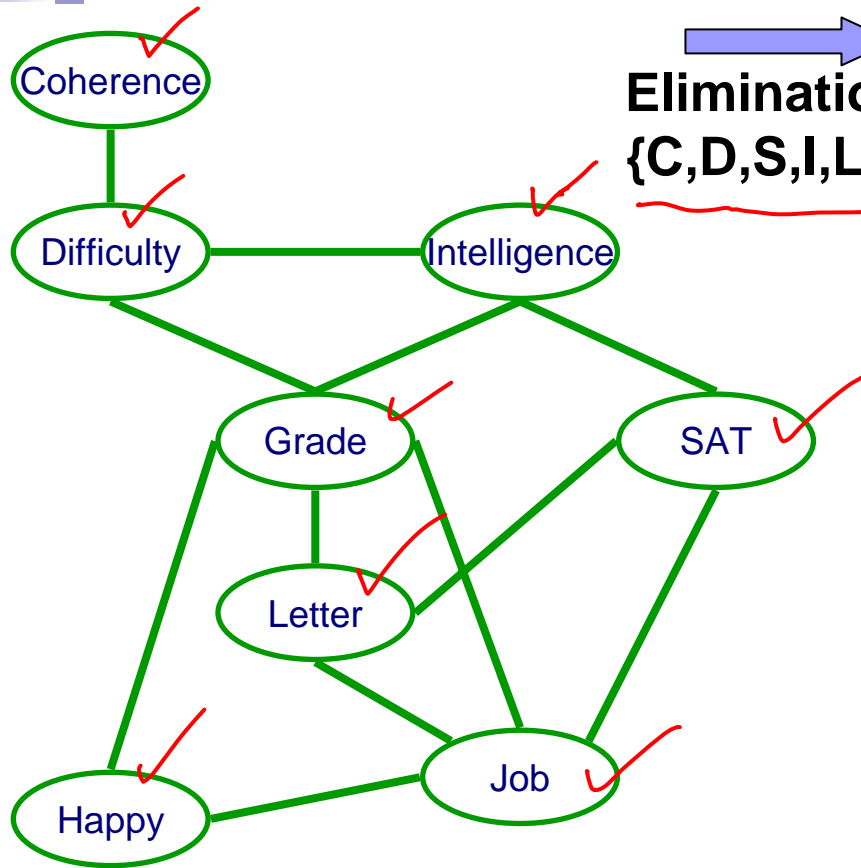 Coherence
Eliminatio
{C,D,S,I,L
Difficulty
Intelligence
Grade
SAT
Letter
Job
Happy